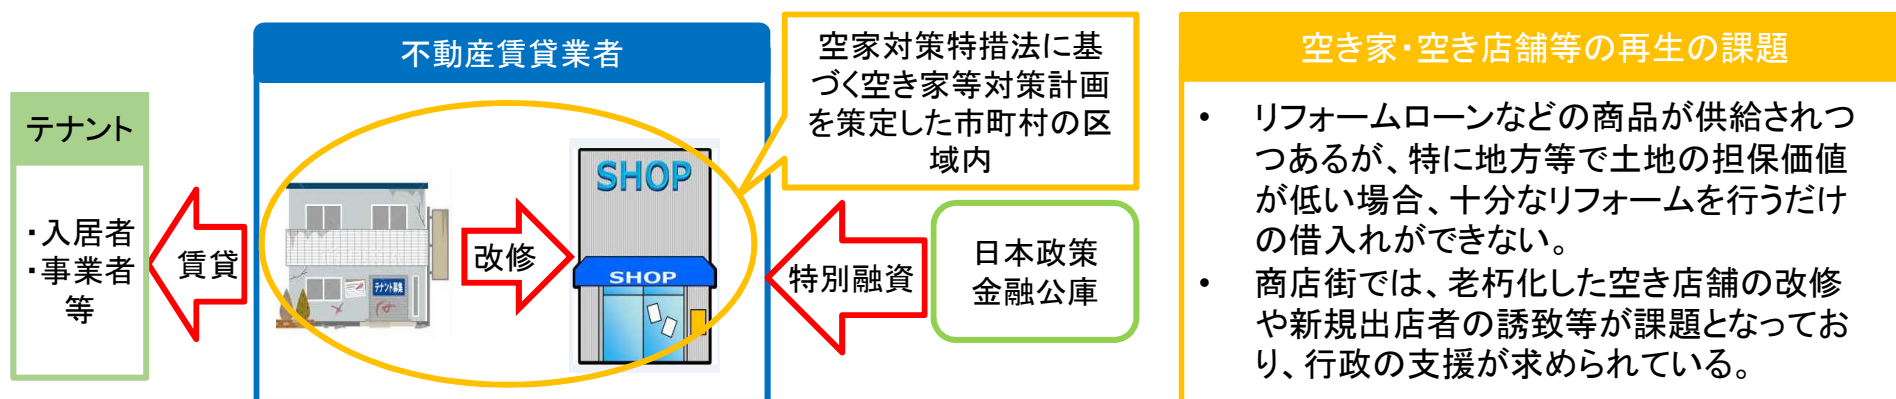 テナント
・入居者
・事業者
等
賃貸
不動産賃貸業者
テナント募集
改修
SHOP
SHOP
空家対策特措法に基
づく空き家等対策計画
を策定した市町村の区
域内
特別融資
日本政策
金融公庫
空き家・空き店舗等の再生の課題
• リフォームローンなどの商品が供給されつ
つあるが、特に地方等で土地の担保価値
が低い場合、十分なリフォームを行うだけ
の借入れができない。
• 商店街では、老朽化した空き店舗の改修
や新規出店者の誘致等が課題となってお
り、行政の支援が求められている。